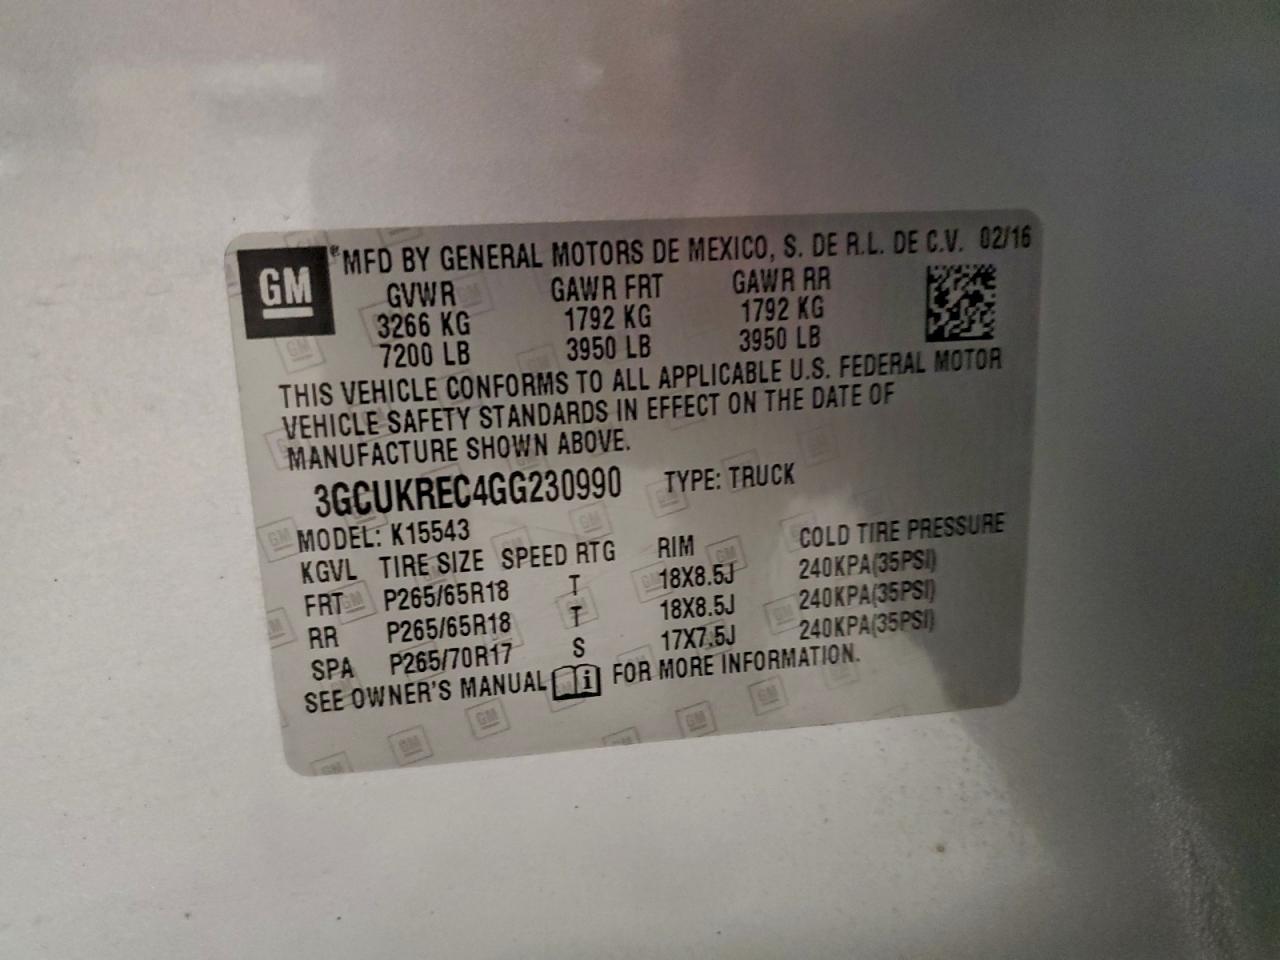 GM ®MFD BY GENERAL MOTORS DE MEXICO, S. DE R.L. DE C.V. 02/16
GVWR GAWR FRT GAWR RR
3266 KG 1792 KG 1792 KG
7200 LB 3950 LB 3950 LB
THIS VEHICLE CONFORMS TO ALL APPLICABLE U.S. FEDERAL MOTOR
VEHICLE SAFETY STANDARDS IN EFFECT ON THE DATE OF
MANUFACTURE SHOWN ABOVE.
3GCUKREC4GG230990 TYPE: TRUCK
MODEL: K15543
KGVL TIRE SIZE SPEED RTG RIM COLD TIRE PRESSURE
FRT P265/65R18 T 18X8.5J 240KPA(35PSI)
RR P265/65R18 T 18X8.5J 240KPA(35PSI)
SPA P265/70R17 S 17X7.5J 240KPA(35PSI)
SEE OWNER'S MANUAL i FOR MORE INFORMATION.